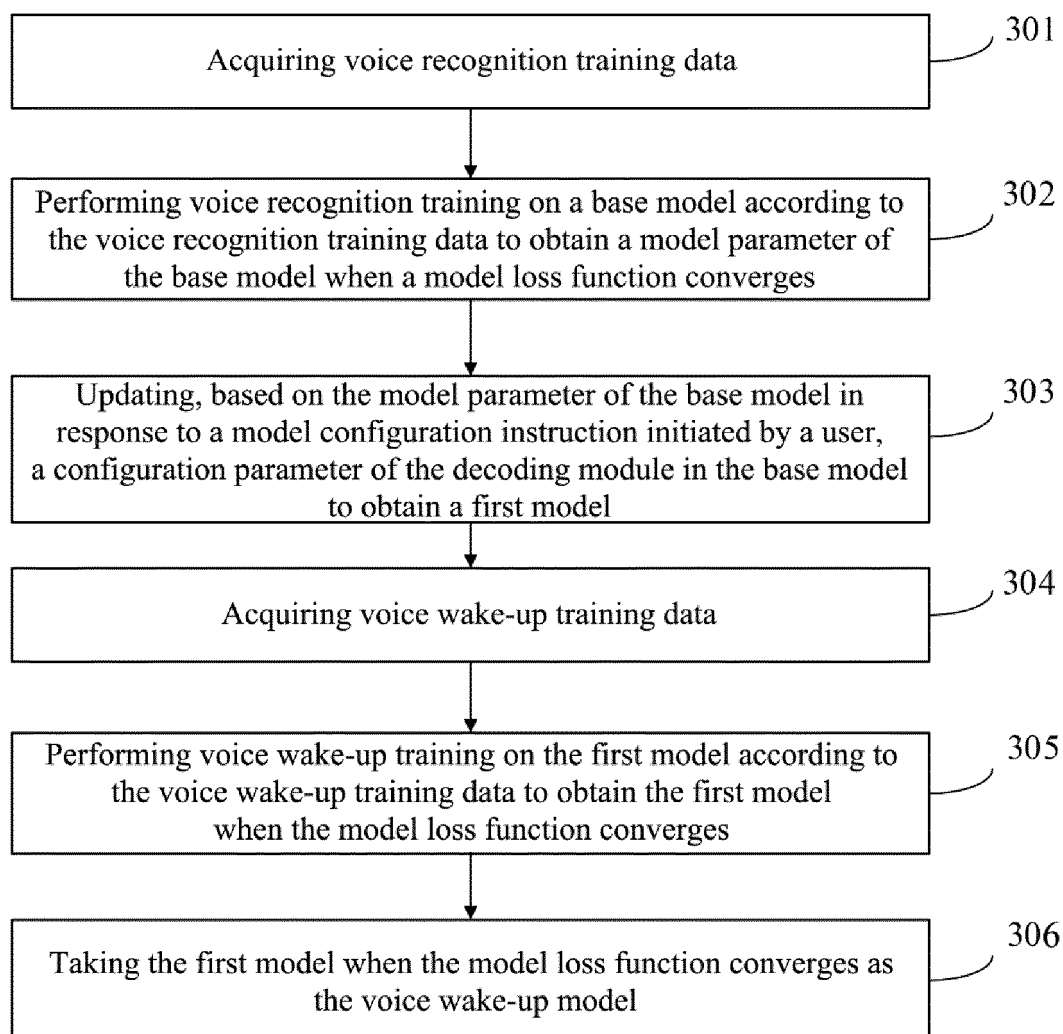 301
Acquiring voice recognition training data
302
Performing voice recognition training on a base model according to
the voice recognition training data to obtain a model parameter of
the base model when a model loss function converges
303
Updating, based on the model parameter of the base model in
response to a model configuration instruction initiated by a user,
a configuration parameter of the decoding module in the base model
to obtain a first model
304
Acquiring voice wake-up training data
305
Performing voice wake-up training on the first model according to
the voice wake-up training data to obtain the first model
when the model loss function converges
306
Taking the first model when the model loss function converges as
the voice wake-up model